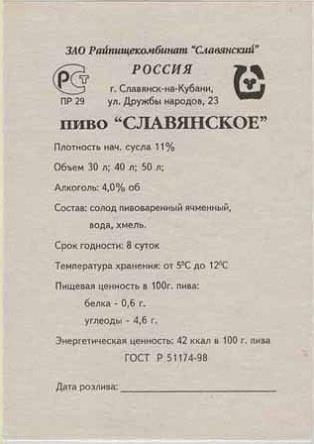 ЗАО Райпищекомбинат "Славянский"
РОССИЯ
г. Славянск-на-Кубани,
ул. Дружбы народов, 23
РСТ
ПР 29
ПИВО "СЛАВЯНСКОЕ"
Плотность нач. сусла 11%
Объем 30 л; 40 л; 50 л;
Алкоголь: 4,0% об
Состав: солод пивоваренный ячменный,
вода, хмель.
Срок годности: 8 суток
Температура хранения: от 5°С до 12°С
Пищевая ценность в 100г. пива:
белка - 0,6 г.
углеоды - 4,6 г.
Энергетическая ценность: 42 ккал в 100 г. пива
ГОСТ Р 51174-98
Дата розлива: